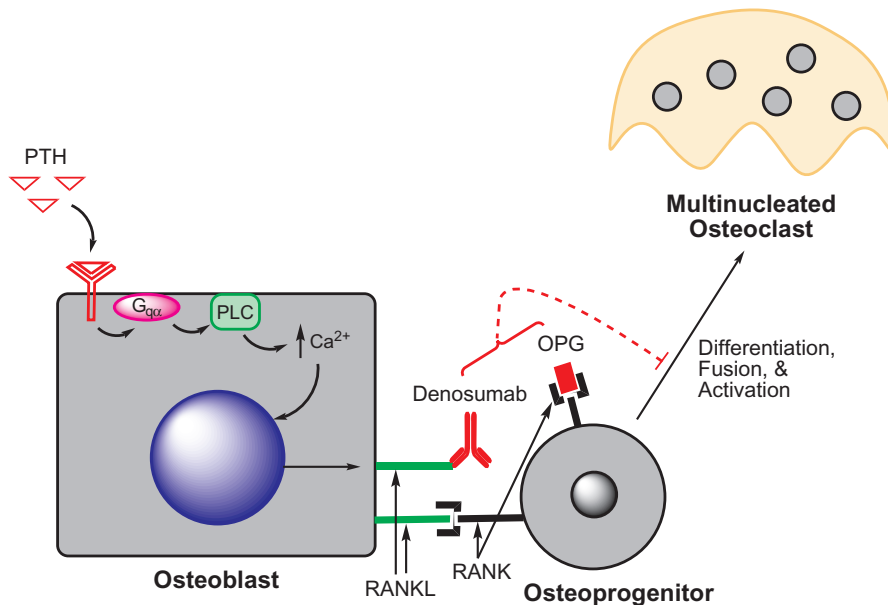 PTH
Gqα
PLC
Ca²⁺
Osteoblast
RANKL
Denosumab
OPG
RANK
Osteoprogenitor
Differentiation,
Fusion, &
Activation
Multinucleated
Osteoclast